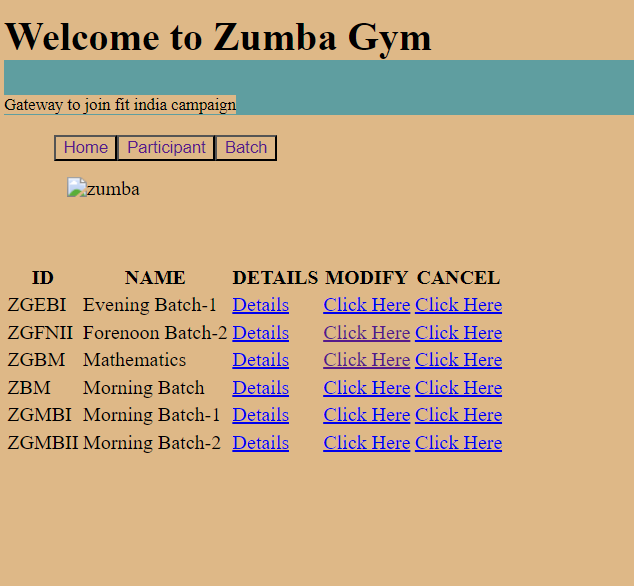 Welcome to Zumba Gym
Gateway to join fit india campaign
Home Participant Batch
zumba
ID NAME DETAILS MODIFY CANCEL
ZGEBI Evening Batch-1 Details Click Here Click Here
ZGFNII Forenoon Batch-2 Details Click Here Click Here
ZGBM Mathematics Details Click Here Click Here
ZBM Morning Batch Details Click Here Click Here
ZGMBI Morning Batch-1 Details Click Here Click Here
ZGMBII Morning Batch-2 Details Click Here Click Here